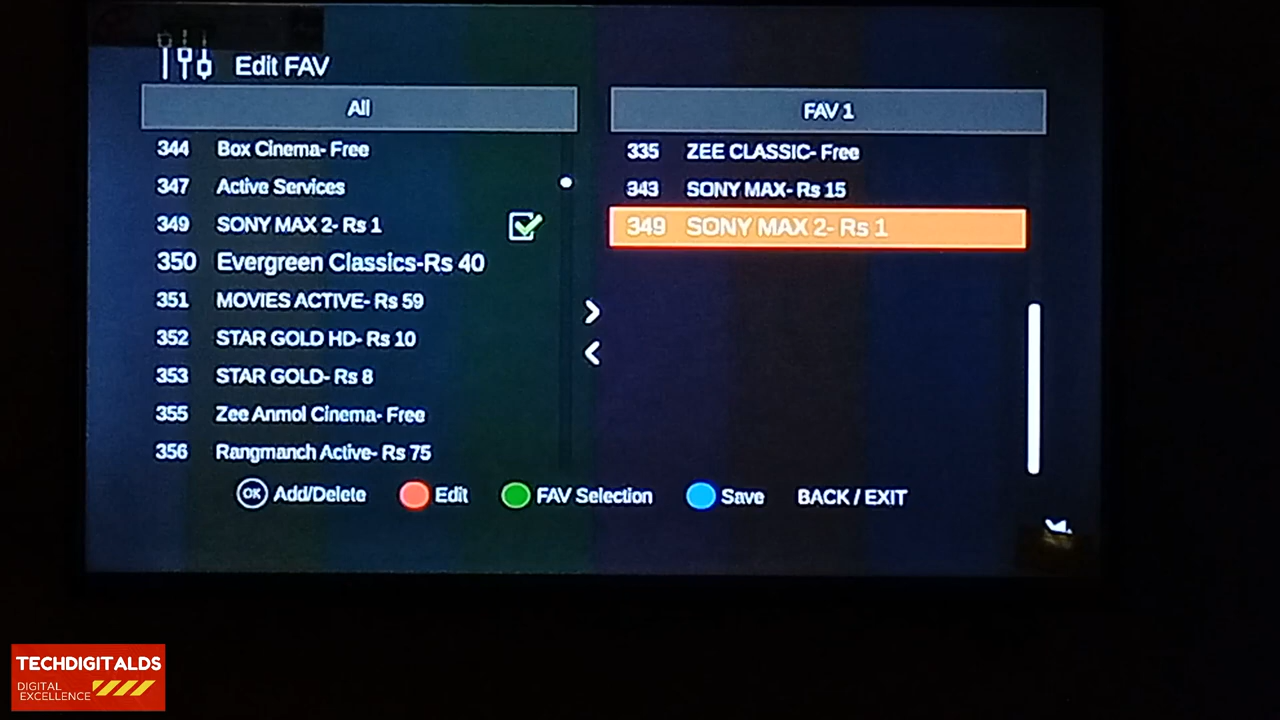 Edit FAV
All
344 Box Cinema- Free
347 Active Services
349 SONY MAX 2- Rs 1
350 Evergreen Classics-Rs 40
351 MOVIES ACTIVE- Rs 59
352 STAR GOLD HD- Rs 10
353 STAR GOLD- Rs 8
355 Zee Anmol Cinema- Free
356 Rangmanch Active- Rs 75
FAV 1
335 ZEE CLASSIC- Free
343 SONY MAX- Rs 15
349 SONY MAX 2- Rs 1
OK Add/Delete Edit FAV Selection Save BACK / EXIT
TECHDIGITALDS
DIGITAL
EXCELLENCE